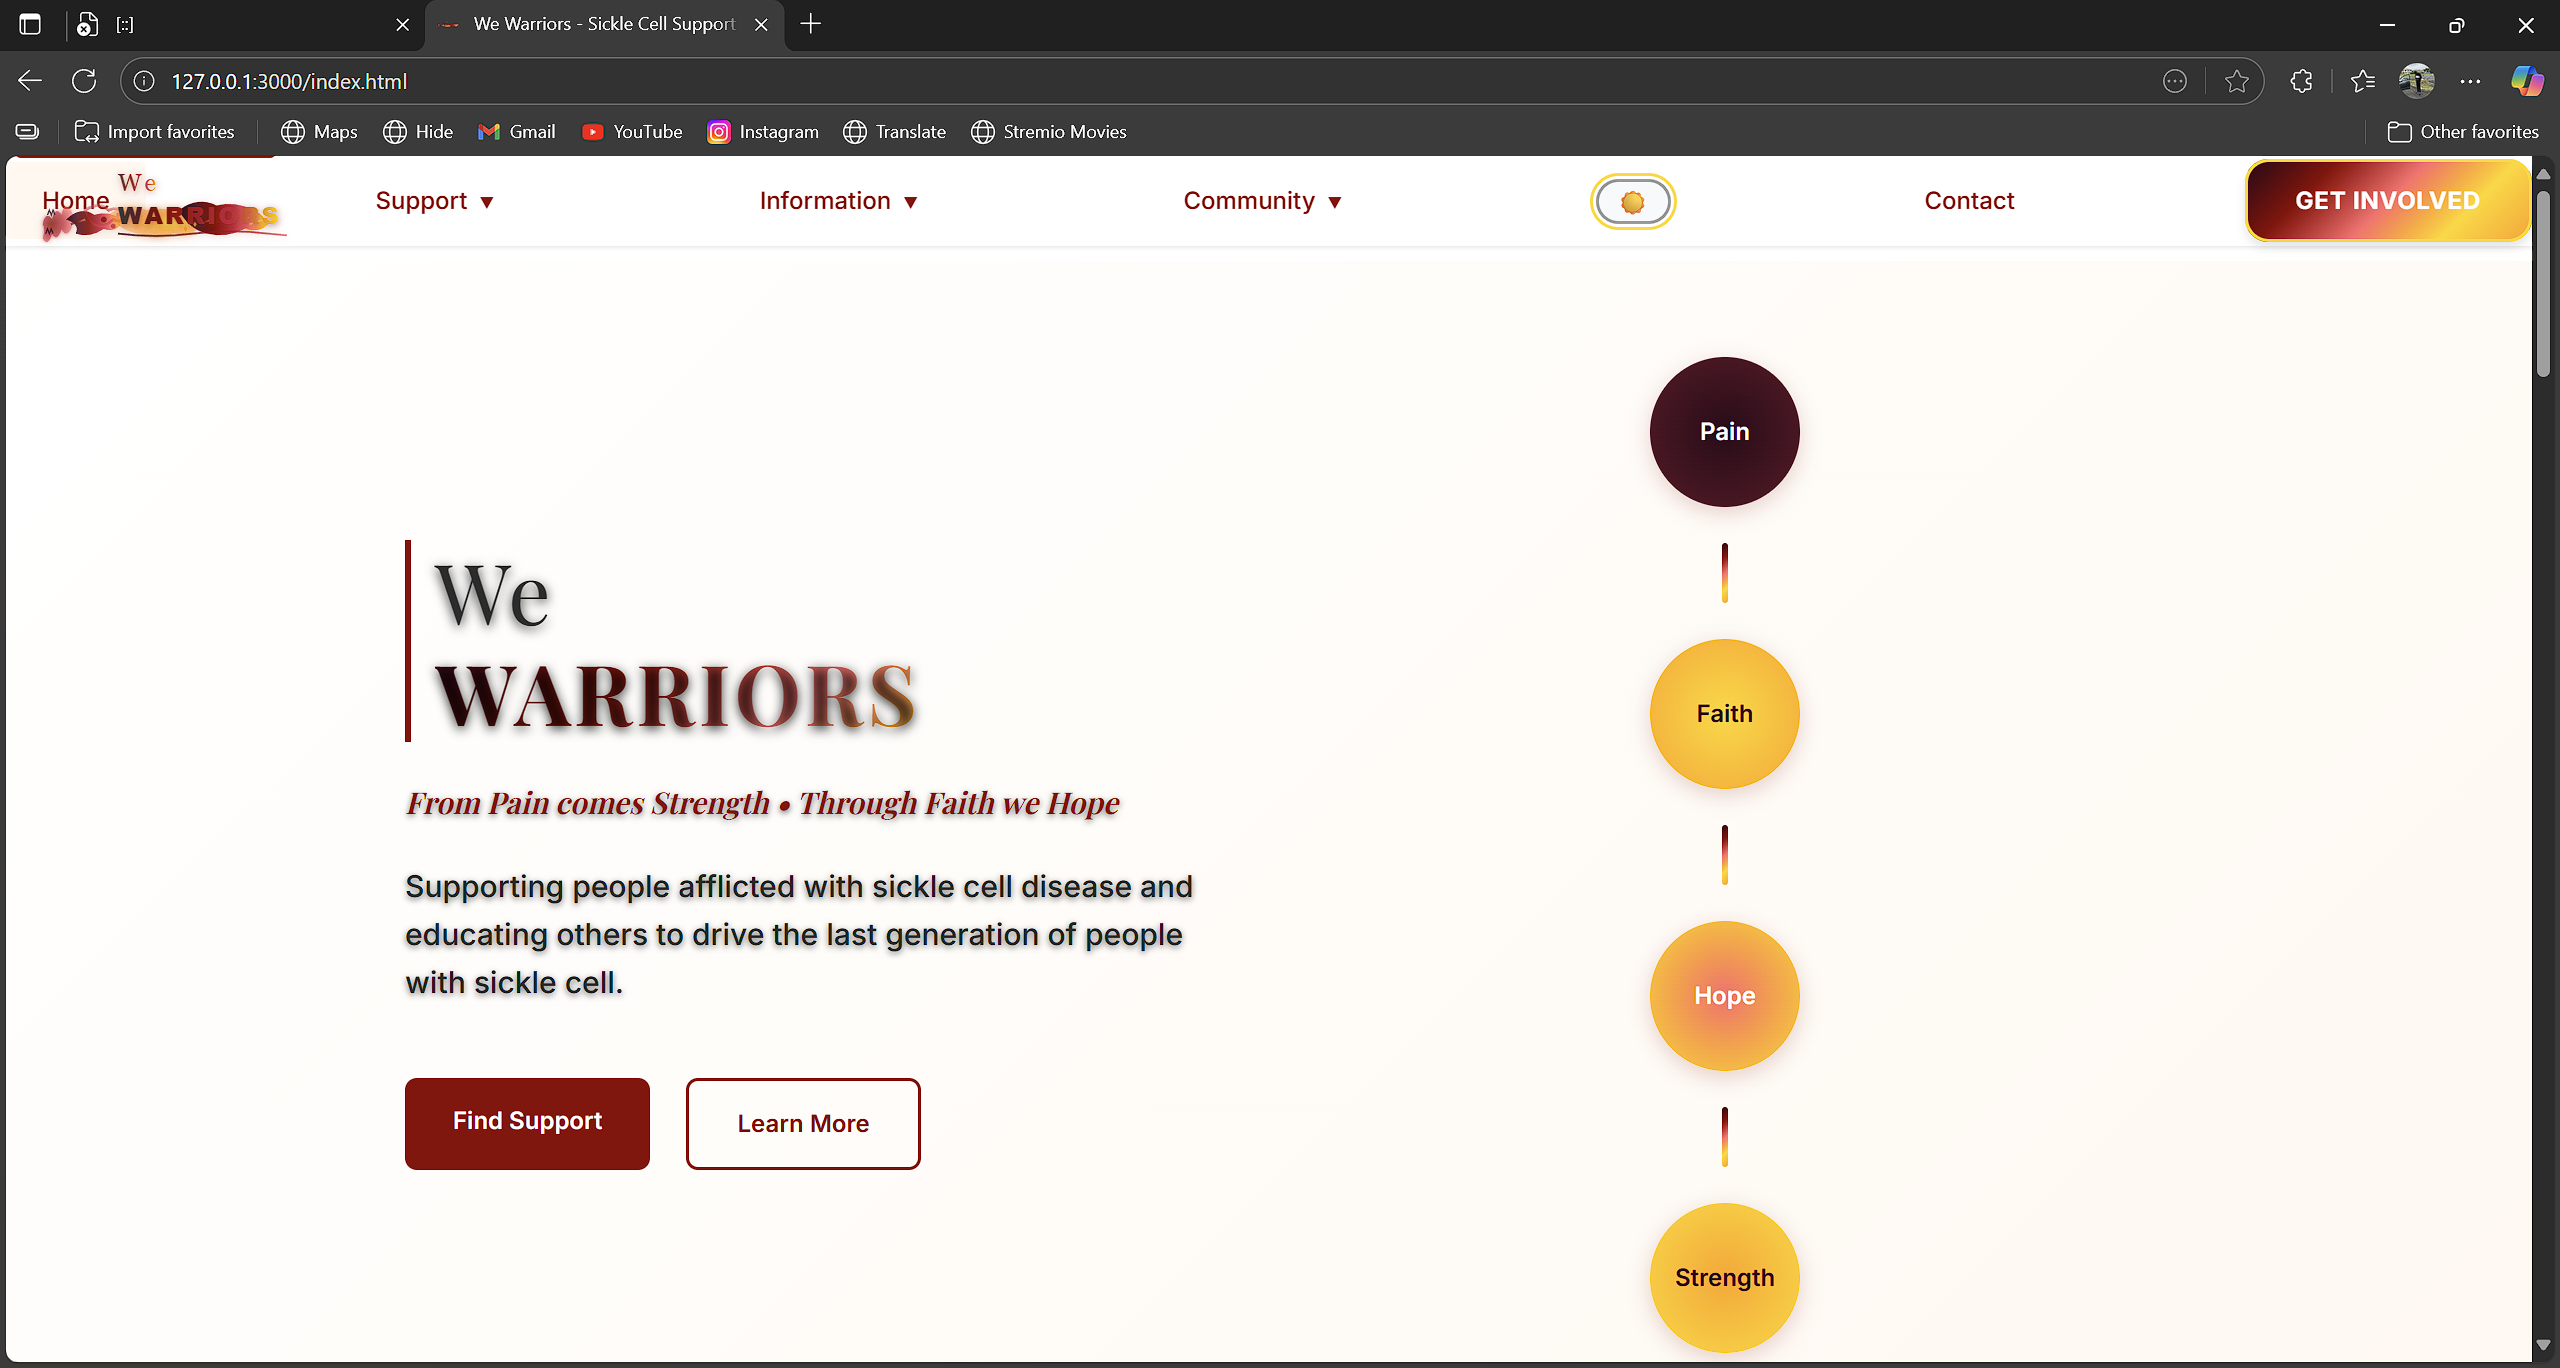 [::]
We Warriors - Sickle Cell Support
127.0.0.1:3000/index.html
Import favorites
Maps
Hide
Gmail
YouTube
Instagram
Translate
Stremio Movies
Other favorites
We
WARRIORS
Home
Support ▼
Information ▼
Community ▼
Contact
GET INVOLVED
We
WARRIORS
From Pain comes Strength • Through Faith we Hope
Supporting people afflicted with sickle cell disease and
educating others to drive the last generation of people
with sickle cell.
Find Support
Learn More
Pain
Faith
Hope
Strength